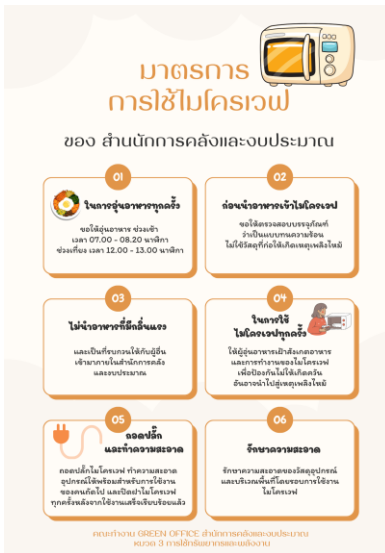 มาตรการ
การใช้ไมโครเวฟ
ของ สำนักการคลังและงบประมาณ
01
ในการอุ่นอาหารทุกครั้ง
ขอให้อุ่นอาหาร ช่วงเช้า
เวลา 07.00 - 08.20 นาฬิกา
ช่วงเที่ยง เวลา 12.00 - 13.00 นาฬิกา
02
ก่อนนำอาหารเข้าไมโครเวฟ
ขอให้ตรวจสอบบรรจุภัณฑ์
ว่าเป็นแบบทนความร้อน
ไม่ใช้วัสดุที่ก่อให้เกิดเหตุเพลิงไหม้
03
ไม่นำอาหารที่มีกลิ่นแรง
และเป็นที่รบกวนให้กับผู้อื่น
เข้ามาภายในสำนักการคลัง
และงบประมาณ
04
ในการใช้
ไมโครเวฟทุกครั้ง
ให้ผู้อุ่นอาหารเฝ้าสังเกตอาหาร
และการทำงานของไมโครเวฟ
เพื่อป้องกันไม่ให้เกิดควัน
อันอาจนำไปสู่เหตุเพลิงไหม้
05
ถอดปลั๊ก
และทำความสะอาด
ถอดปลั๊กไมโครเวฟ ทำความสะอาด
อุปกรณ์ให้พร้อมสำหรับการใช้งาน
ของคนถัดไป และปิดฝาไมโครเวฟ
ทุกครั้งหลังจากใช้งานเสร็จเรียบร้อยแล้ว
06
รักษาความสะอาด
รักษาความสะอาดของวัสดุอุปกรณ์
และบริเวณพื้นที่โดยรอบการใช้งาน
ไมโครเวฟ
คณะทำงาน GREEN OFFICE สำนักการคลังและงบประมาณ
หมวด 3 การใช้ทรัพยากรและพลังงาน